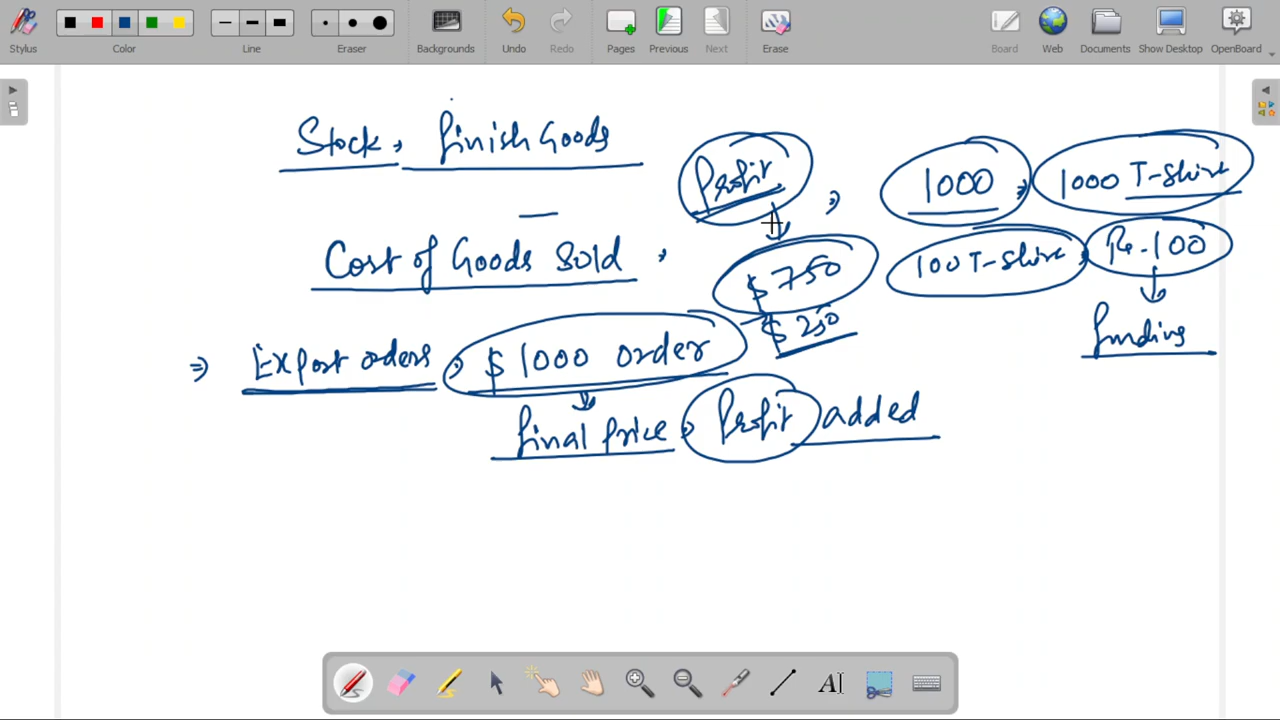 Stylus
Color
Line
Eraser
Backgrounds
Undo
Redo
Pages
Previous
Next
Erase
Board
Web
Documents
Show Desktop
OpenBoard
Stock, finish Goods
Profit, 1000, 1000 T-Shirt
Cost of Goods Sold, $750 100 T-Shirt, Rs.100
$250 funding
⇒ Export orders, $1000 order
final price, Profit added